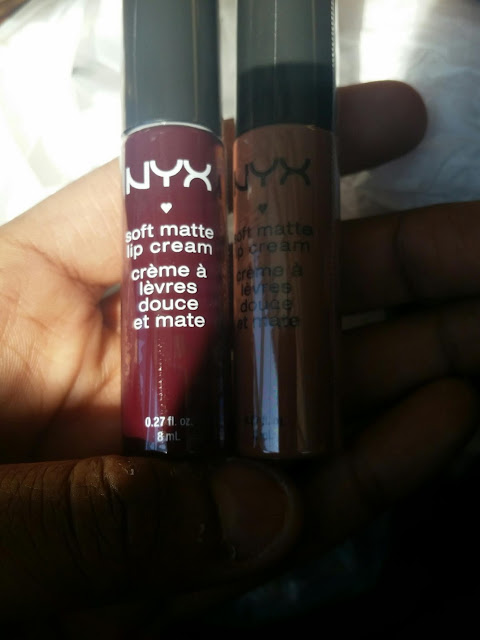 NYX
soft matte
lip cream
crème à
lèvres
douce
et mate
0.27 fl. oz.
8 mL
NYX
soft matte
lip cream
crème à
lèvres
douce
et mate